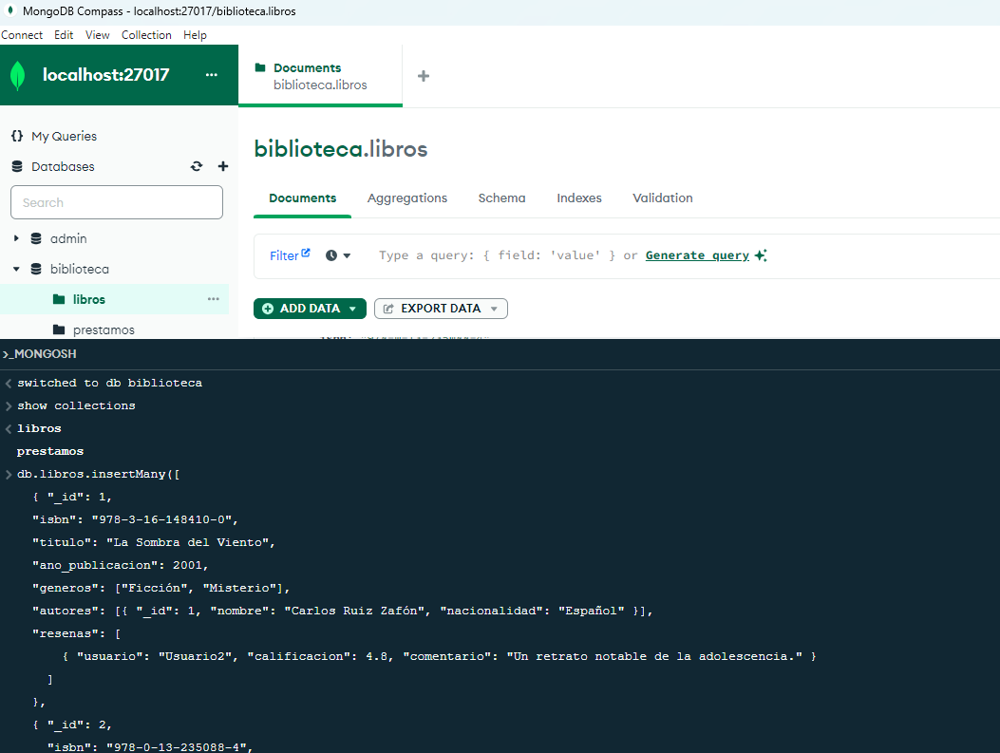 MongoDB Compass - localhost:27017/biblioteca.libros
Connect Edit View Collection Help
localhost:27017 ...
Documents
biblioteca.libros
{} My Queries
Databases
Search
admin
biblioteca
libros ...
prestamos
biblioteca.libros
Documents Aggregations Schema Indexes Validation
Filter Type a query: { field: 'value' } or Generate query
ADD DATA EXPORT DATA
>_MONGOSH
< switched to db biblioteca
> show collections
< libros
prestamos
> db.libros.insertMany([
{ "_id": 1,
"isbn": "978-3-16-148410-0",
"titulo": "La Sombra del Viento",
"ano_publicacion": 2001,
"generos": ["Ficción", "Misterio"],
"autores": [{ "_id": 1, "nombre": "Carlos Ruiz Zafón", "nacionalidad": "Español" }],
"resenas": [
{ "usuario": "Usuario2", "calificacion": 4.8, "comentario": "Un retrato notable de la adolescencia." }
]
},
{ "_id": 2,
"isbn": "978-0-13-235088-4",